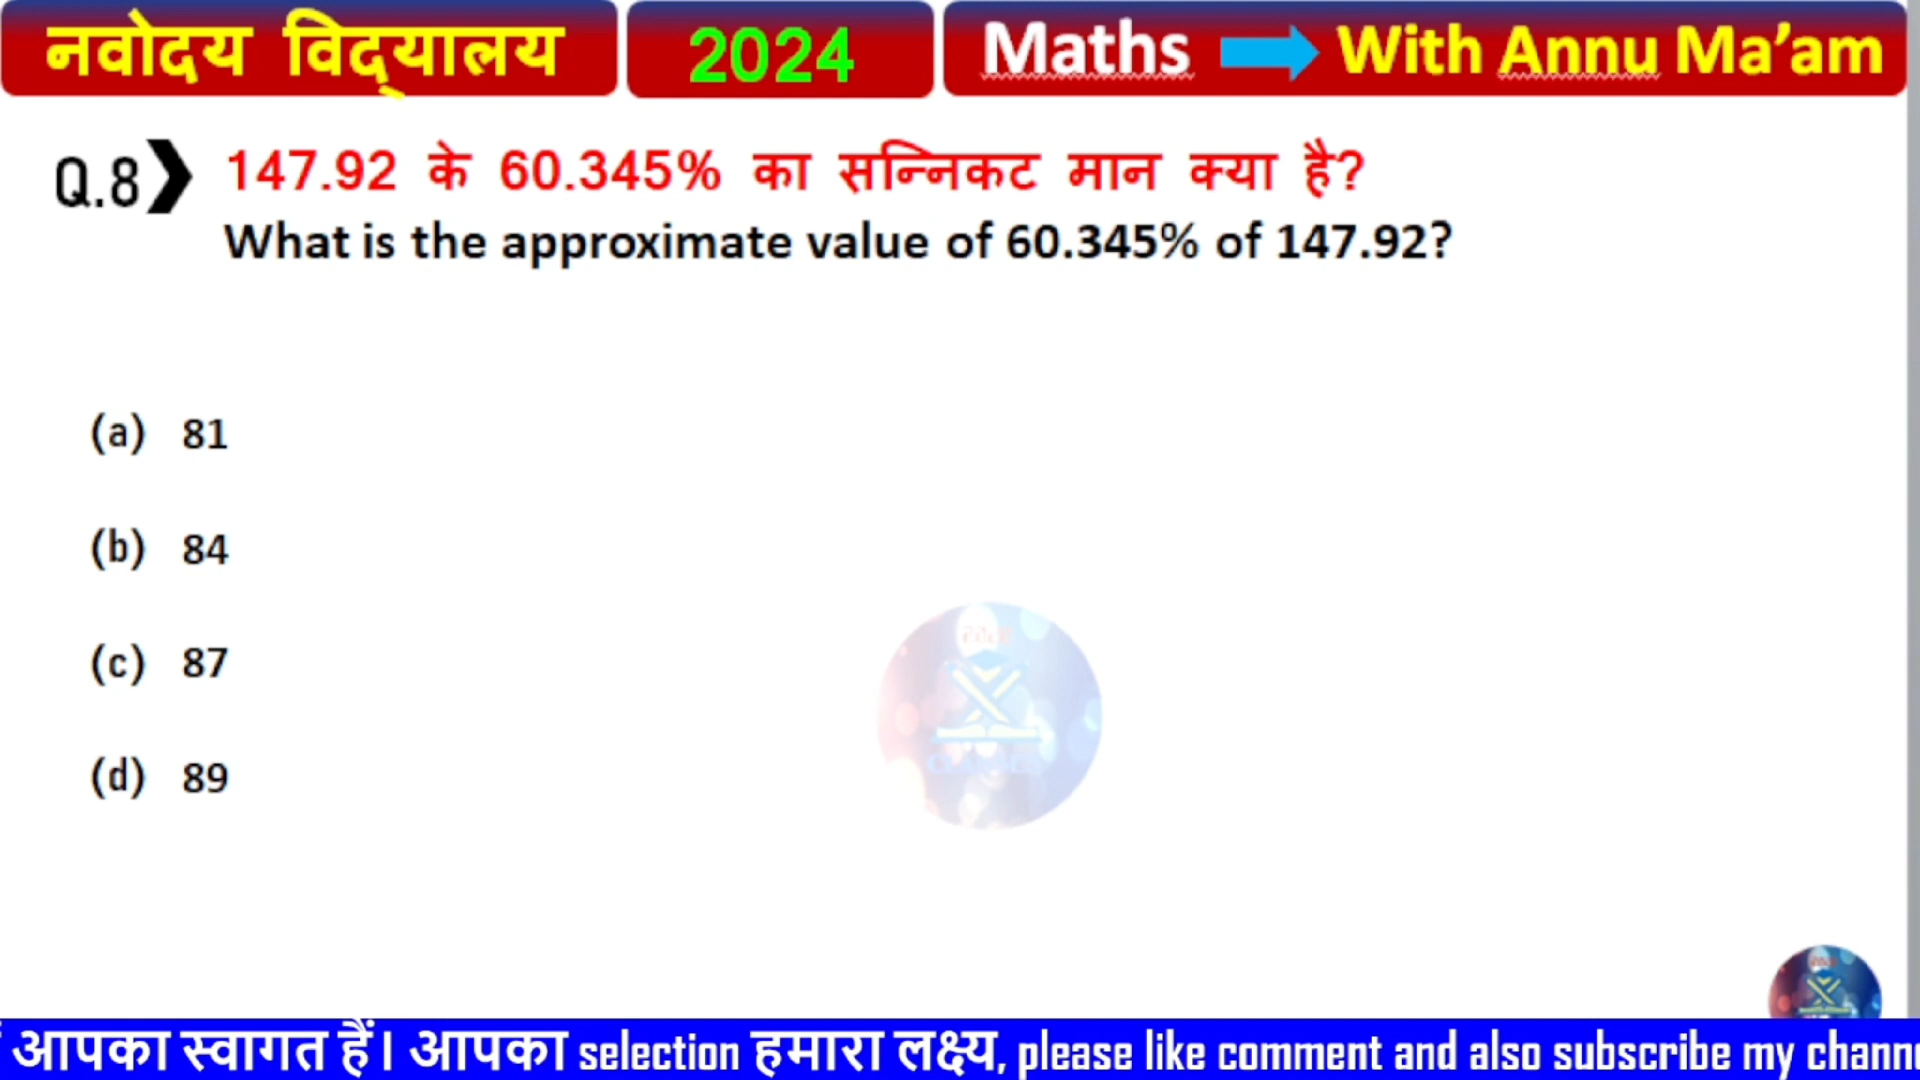 नवोदय विद्यालय 2024 Maths With Annu Ma’am
Q.8 147.92 के 60.345% का सन्निकट मान क्या है?
What is the approximate value of 60.345% of 147.92?
(a) 81
(b) 84
(c) 87
(d) 89
आपका स्वागत हैं। आपका selection हमारा लक्ष्य, please like comment and also subscribe my chann